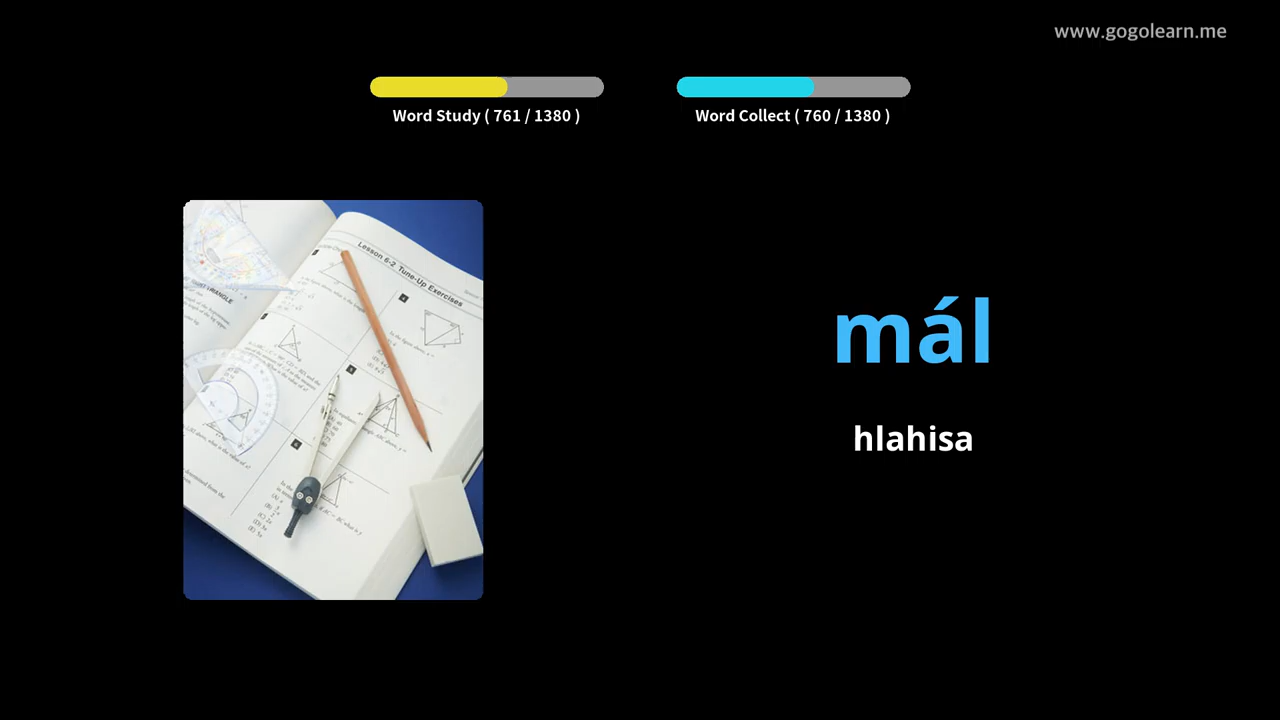 www.gogolearn.me
Word Study ( 761 / 1380 )
Word Collect ( 760 / 1380 )
Lesson 6-2 Tune-Up Exercises
mál
hlahisa